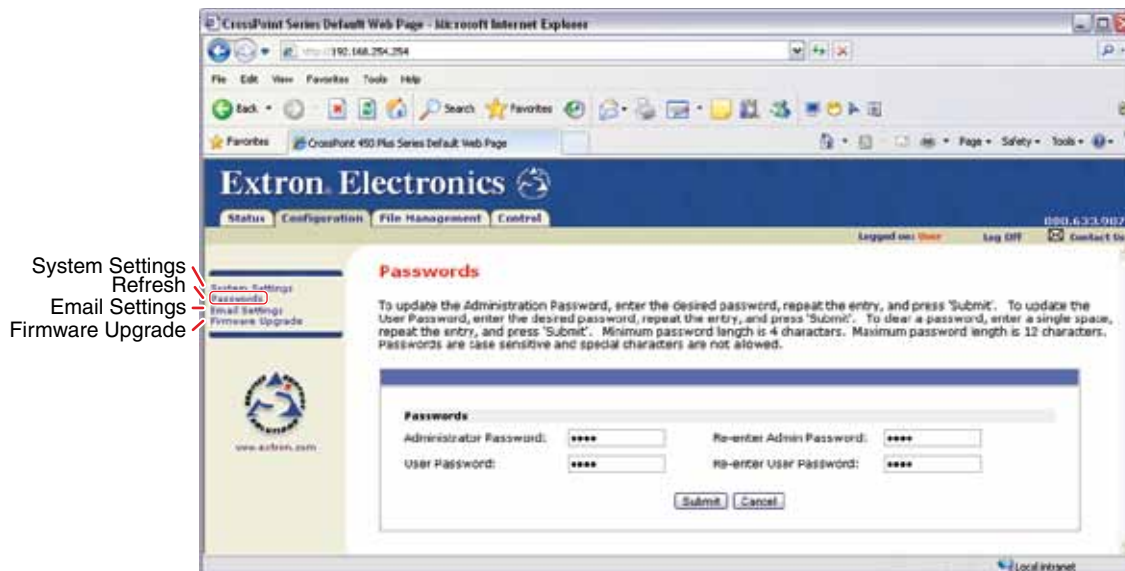 CrossPoint Series Default Web Page - Microsoft Internet Explorer
192.168.254.254
File Edit View Favorites Tools Help
Back Search Favorites
Favorites CrossPoint 450 Plus Series Default Web Page Page Safety Tools
Extron Electronics
Status Configuration File Management Control
Logged on: User Log Off Contact Us
System Settings
Refresh
Email Settings
Firmware Upgrade
System Settings
Passwords
Email Settings
Firmware Upgrade
www.extron.com
Passwords
To update the Administration Password, enter the desired password, repeat the entry, and press 'Submit'. To update the
User Password, enter the desired password, repeat the entry, and press 'Submit'. To clear a password, enter a single space,
repeat the entry, and press 'Submit'. Minimum password length is 4 characters. Maximum password length is 12 characters.
Passwords are case sensitive and special characters are not allowed.
Passwords
Administrator Password: •••• Re-enter Admin Password: ••••
User Password: •••• Re-enter User Password: ••••
Submit Cancel
Local intranet